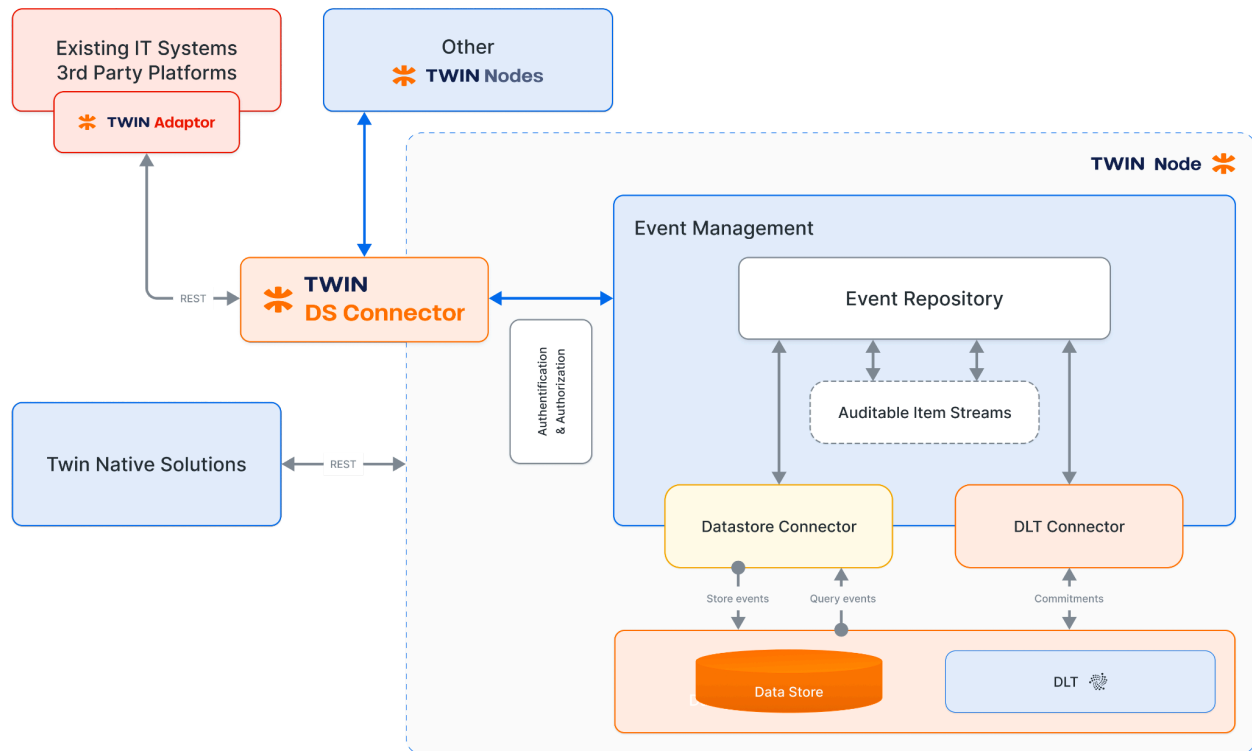 Existing IT Systems
3rd Party Platforms
TWIN Adaptor
Other
TWIN Nodes
TWIN Node
Event Management
Event Repository
TWIN
DS Connector
REST
Authentification
& Authorization
Auditable Item Streams
Twin Native Solutions
REST
Datastore Connector
DLT Connector
Store events
Query events
Commitments
Data Store
DLT